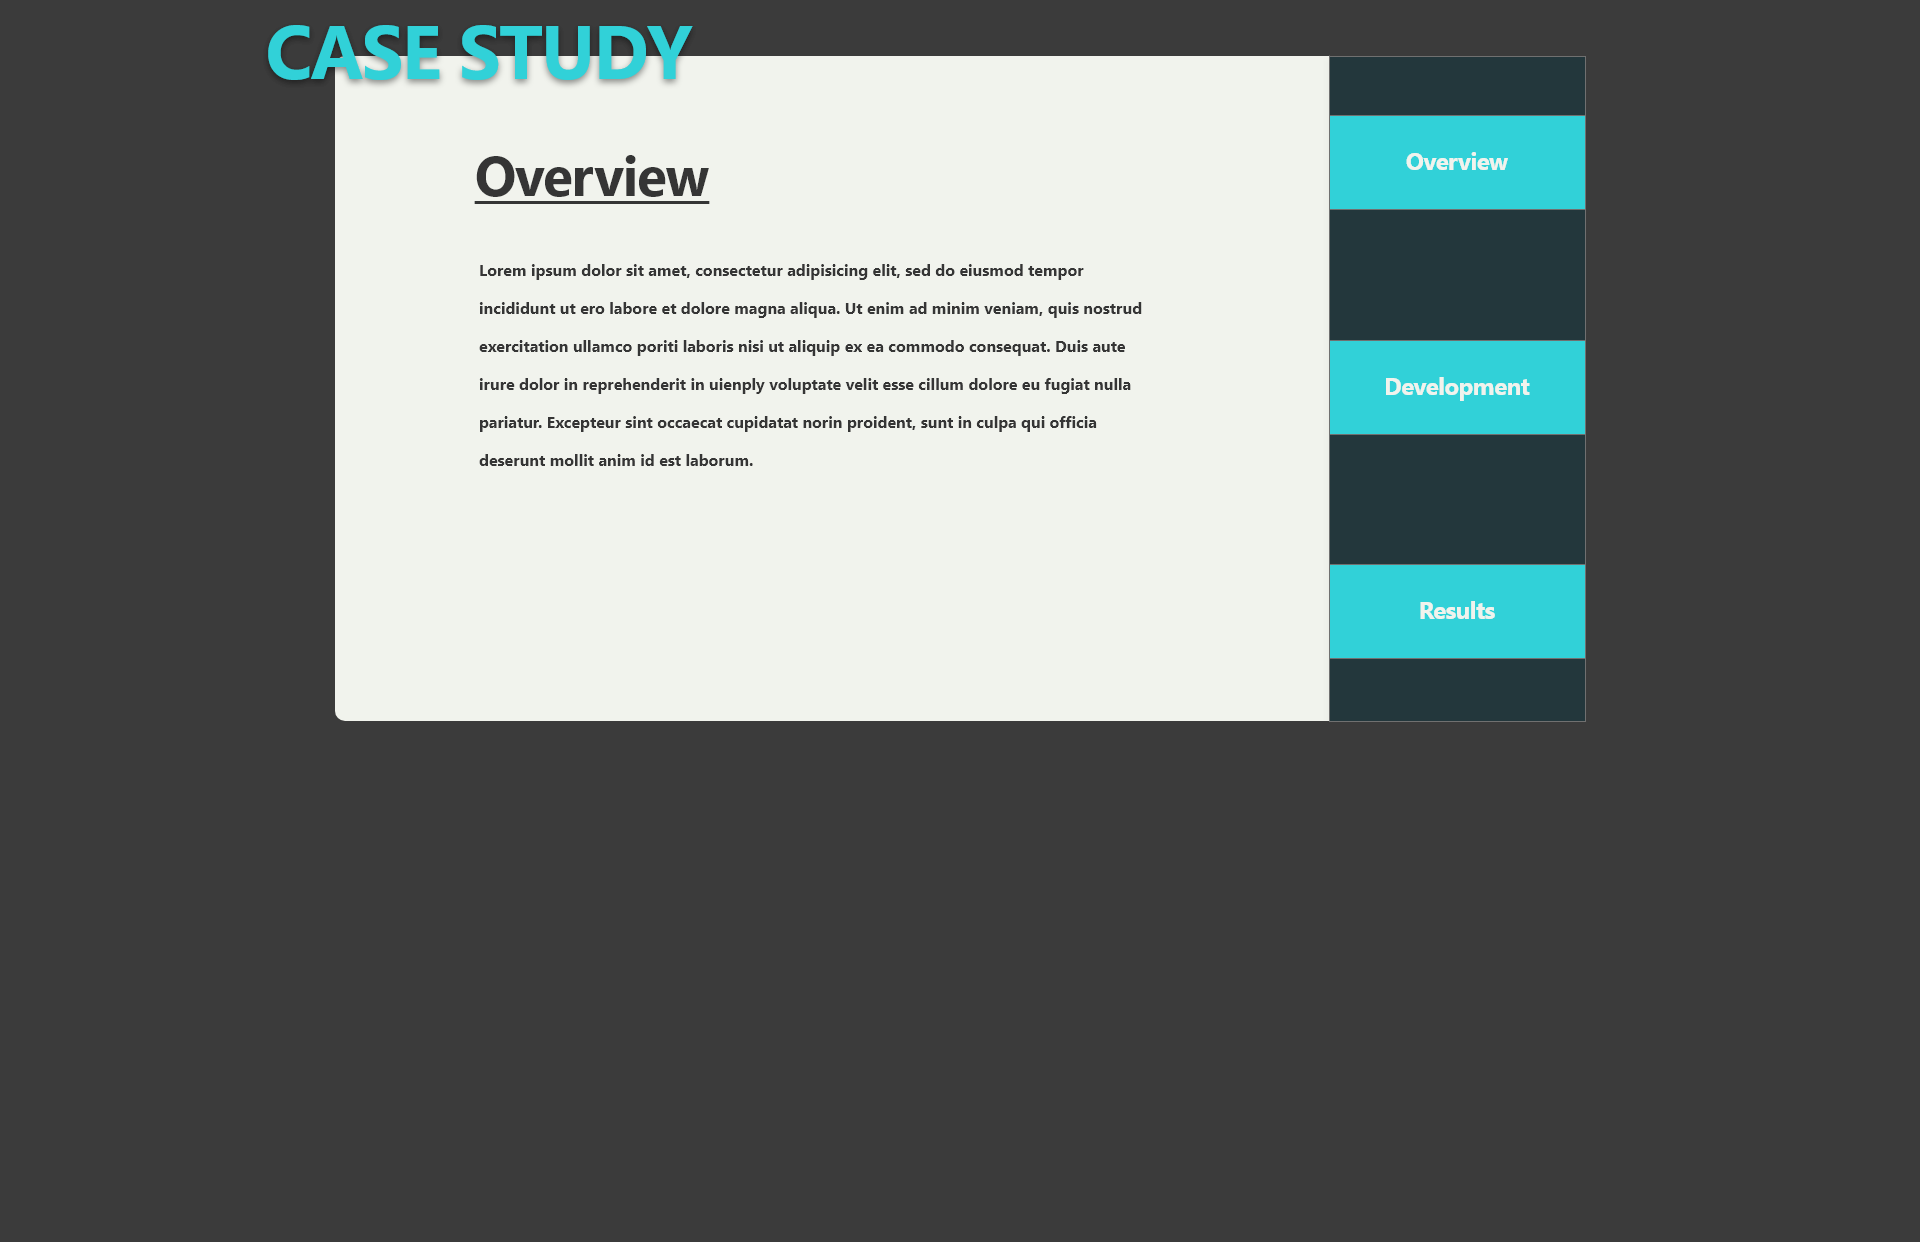 CASE STUDY
Overview
Lorem ipsum dolor sit amet, consectetur adipisicing elit, sed do eiusmod tempor
incididunt ut ero labore et dolore magna aliqua. Ut enim ad minim veniam, quis nostrud
exercitation ullamco poriti laboris nisi ut aliquip ex ea commodo consequat. Duis aute
irure dolor in reprehenderit in uienply voluptate velit esse cillum dolore eu fugiat nulla
pariatur. Excepteur sint occaecat cupidatat norin proident, sunt in culpa qui officia
deserunt mollit anim id est laborum.
Overview
Development
Results